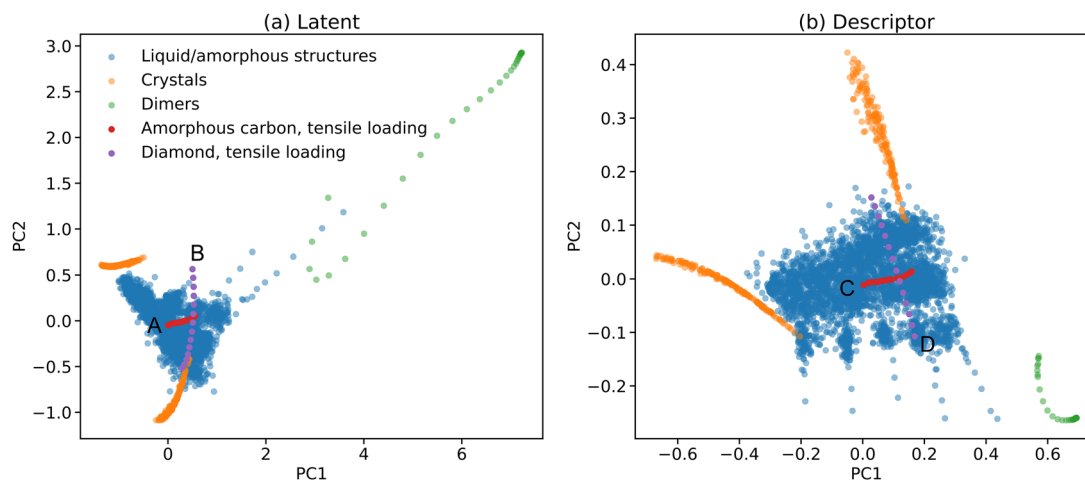 (a) Latent
3.0
2.5
2.0
1.5
1.0
0.5
0.0
−0.5
−1.0
PC2
Liquid/amorphous structures
Crystals
Dimers
Amorphous carbon, tensile loading
Diamond, tensile loading
B
A
0 2 4 6
PC1
(b) Descriptor
0.4
0.3
0.2
0.1
0.0
−0.1
−0.2
PC2
C
D
−0.6 −0.4 −0.2 0.0 0.2 0.4 0.6
PC1